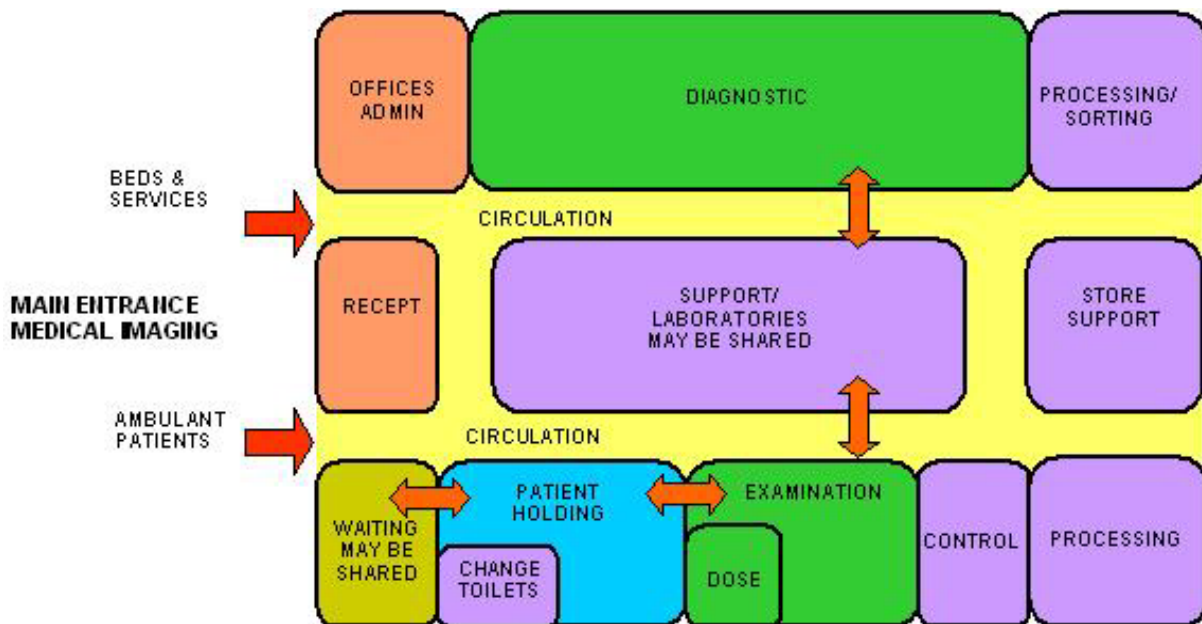 OFFICES
ADMIN
DIAGNOSTIC
PROCESSING/
SORTING
BEDS &
SERVICES
CIRCULATION
MAIN ENTRANCE
MEDICAL IMAGING
RECEPT
SUPPORT/
LABORATORIES
MAY BE SHARED
STORE
SUPPORT
AMBULANT
PATIENTS
CIRCULATION
WAITING
MAY BE
SHARED
PATIENT
HOLDING
CHANGE
TOILETS
EXAMINATION
DOSE
CONTROL
PROCESSING